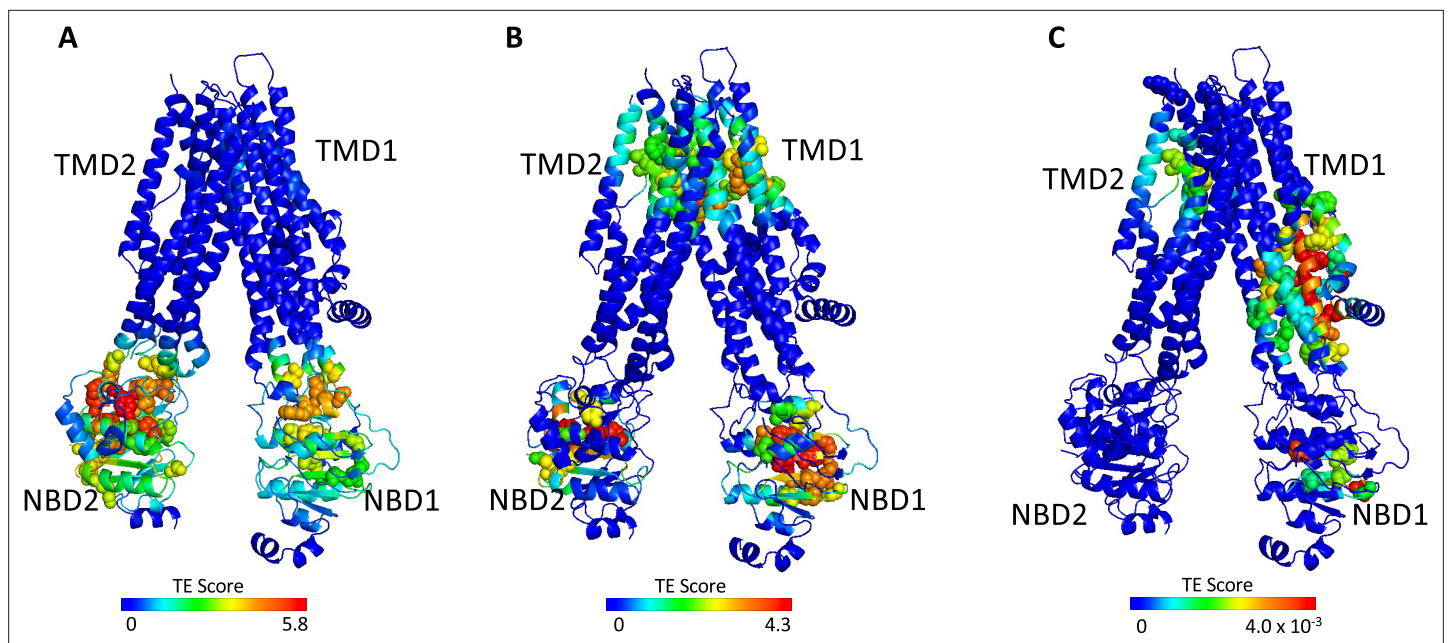 A
TMD2
TMD1
NBD2
NBD1
TE Score
0
5.8
B
TMD2
TMD1
NBD2
NBD1
TE Score
0
4.3
C
TMD2
TMD1
NBD2
NBD1
TE Score
0
4.0 x 10⁻³